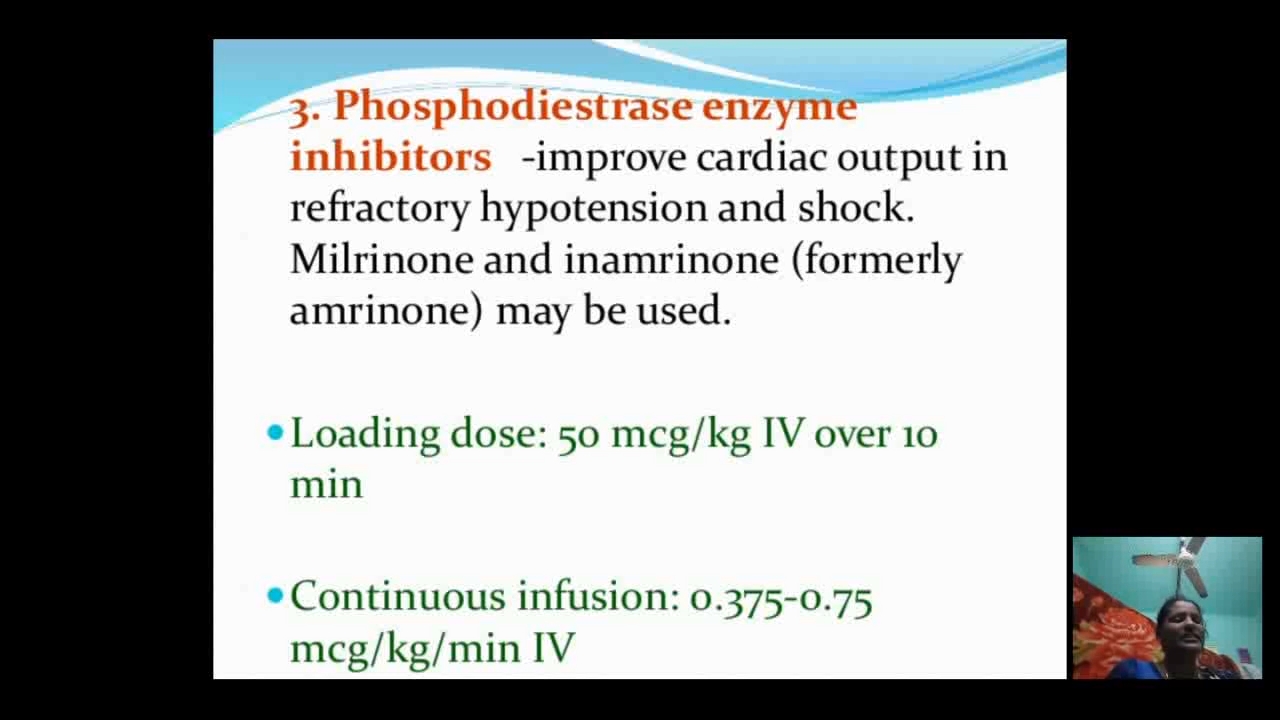 3. Phosphodiestrase enzyme
inhibitors -improve cardiac output in
refractory hypotension and shock.
Milrinone and inamrinone (formerly
amrinone) may be used.
•Loading dose: 50 mcg/kg IV over 10
min
•Continuous infusion: 0.375-0.75
mcg/kg/min IV